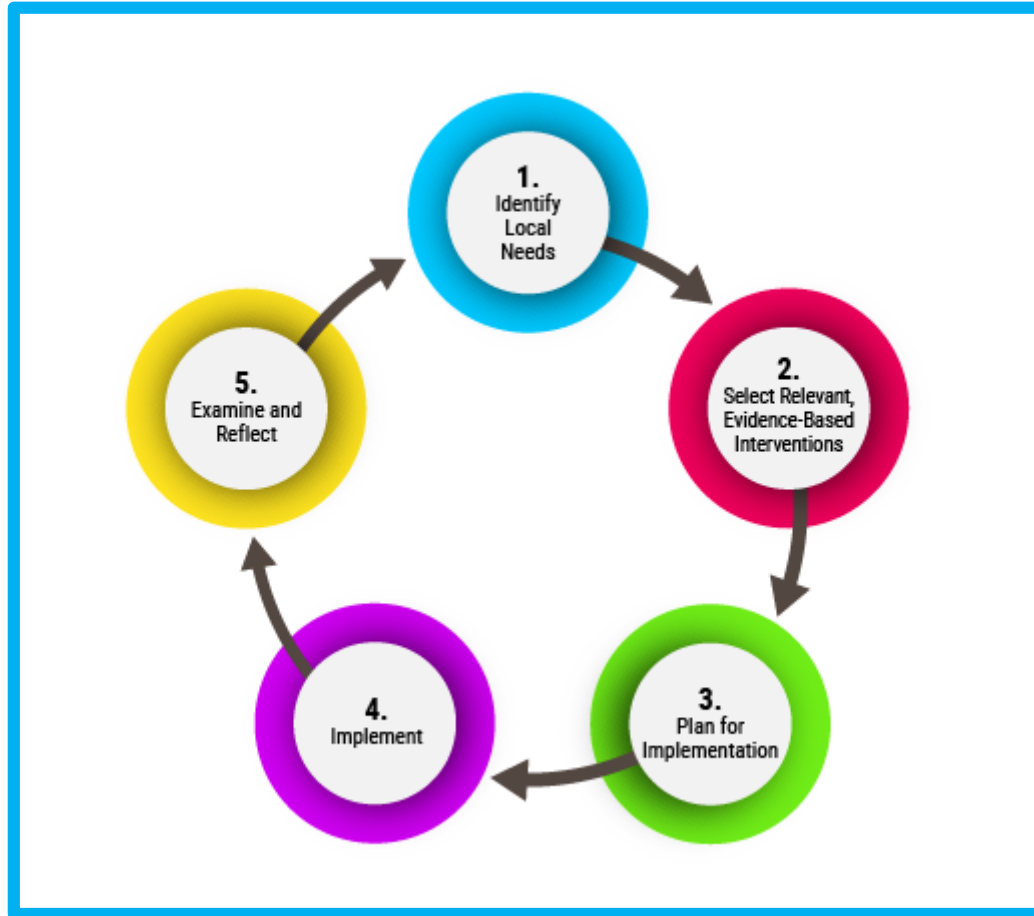 1.
Identify
Local
Needs
2.
Select Relevant,
Evidence-Based
Interventions
3.
Plan for
Implementation
4.
Implement
5.
Examine and
Reflect